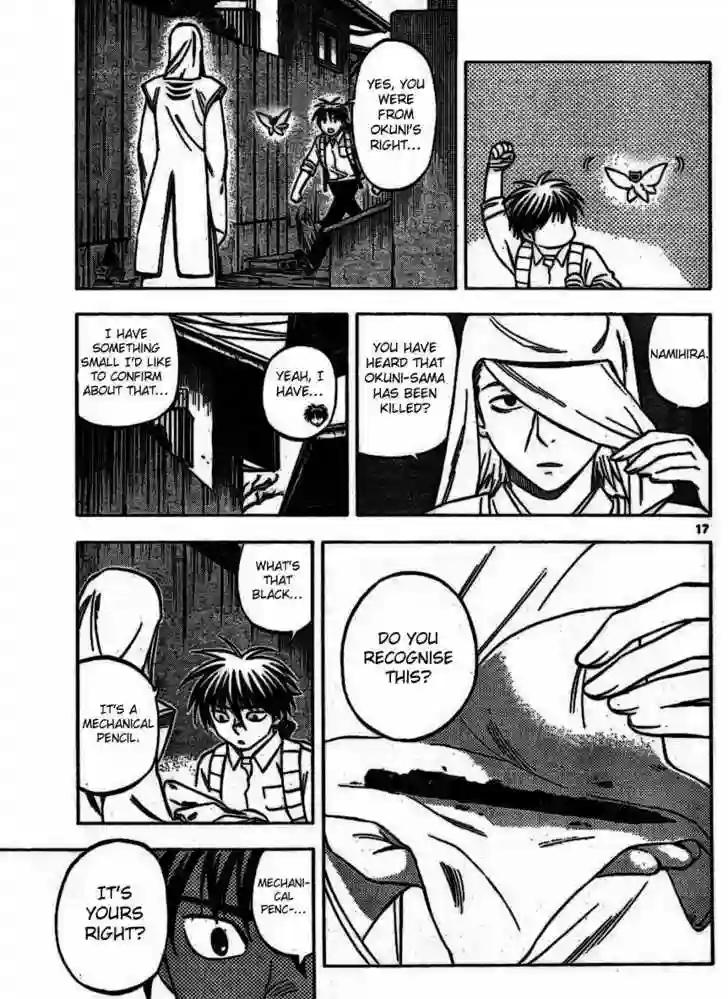 YES, YOU
WERE
FROM
OKUNI'S
RIGHT...
NAMIHIRA.
YOU HAVE
HEARD THAT
OKUNI-SAMA
HAS BEEN
KILLED?
YEAH, I
HAVE...
I HAVE
SOMETHING
SMALL I'D LIKE
TO CONFIRM
ABOUT THAT...
17
DO YOU
RECOGNISE
THIS?
WHAT'S
THAT
BLACK...
IT'S A
MECHANICAL
PENCIL.
MECHANI-
CAL
PENC-...
IT'S
YOURS
RIGHT?